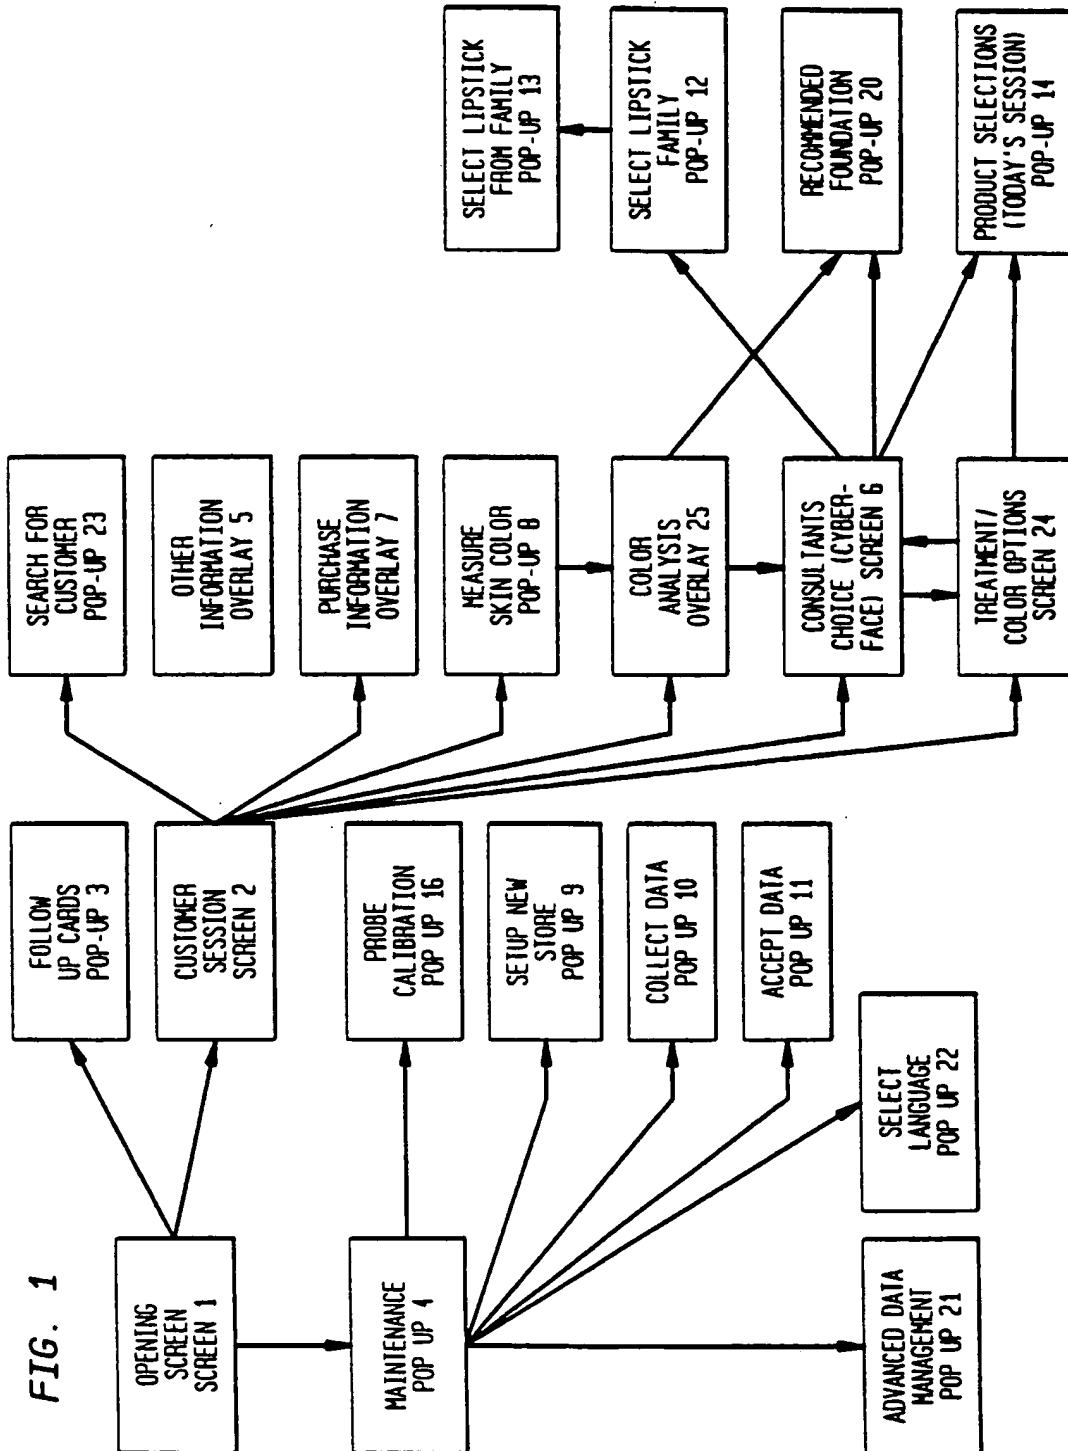 FIG. 1
OPENING
SCREEN
SCREEN 1
MAINTENANCE
POP UP 4
ADVANCED DATA
MANAGEMENT
POP UP 21
FOLLOW
UP CARDS
POP-UP 3
CUSTOMER
SESSION
SCREEN 2
PROBE
CALIBRATION
POP UP 16
SETUP NEW
STORE
POP UP 9
COLLECT DATA
POP UP 10
ACCEPT DATA
POP UP 11
SELECT
LANGUAGE
POP UP 22
SEARCH FOR
CUSTOMER
POP-UP 23
OTHER
INFORMATION
OVERLAY 5
PURCHASE
INFORMATION
OVERLAY 7
MEASURE
SKIN COLOR
POP-UP 8
COLOR
ANALYSIS
OVERLAY 25
CONSULTANTS
CHOICE (CYBER-
FACE) SCREEN 6
TREATMENT/
COLOR OPTIONS
SCREEN 24
SELECT LIPSTICK
FROM FAMILY
POP-UP 13
SELECT LIPSTICK
FAMILY
POP-UP 12
RECOMMENDED
FOUNDATION
POP-UP 20
PRODUCT SELECTIONS
(TODAY'S SESSION)
POP-UP 14